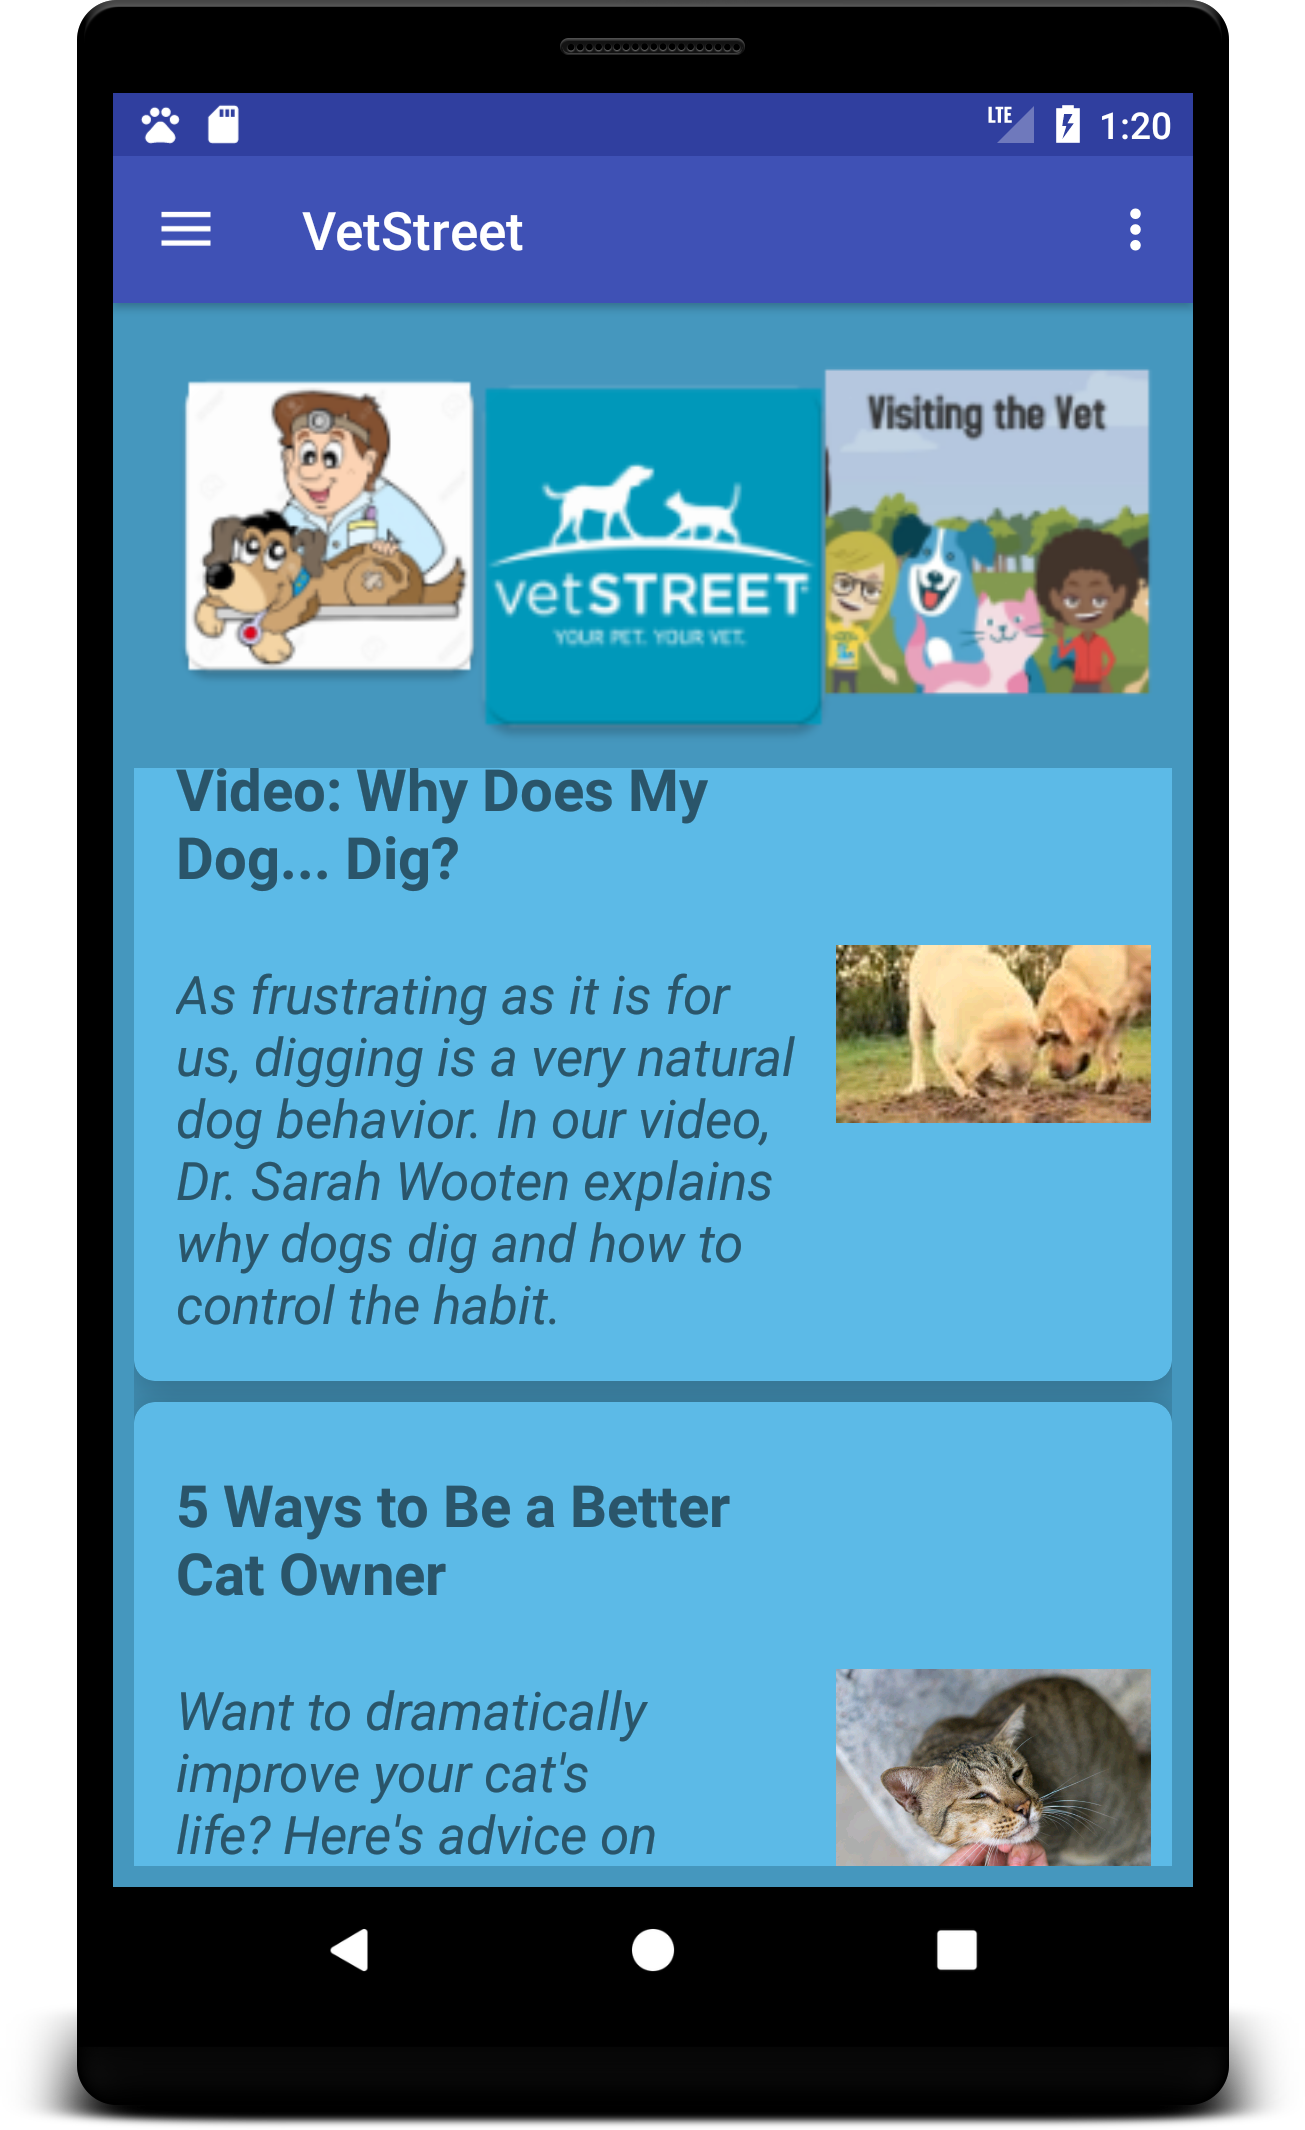 LTE 1:20
VetStreet
Visiting the Vet
vetSTREET
YOUR PET. YOUR VET.
Video: Why Does My
Dog... Dig?
As frustrating as it is for
us, digging is a very natural
dog behavior. In our video,
Dr. Sarah Wooten explains
why dogs dig and how to
control the habit.
5 Ways to Be a Better
Cat Owner
Want to dramatically
improve your cat's
life? Here's advice on